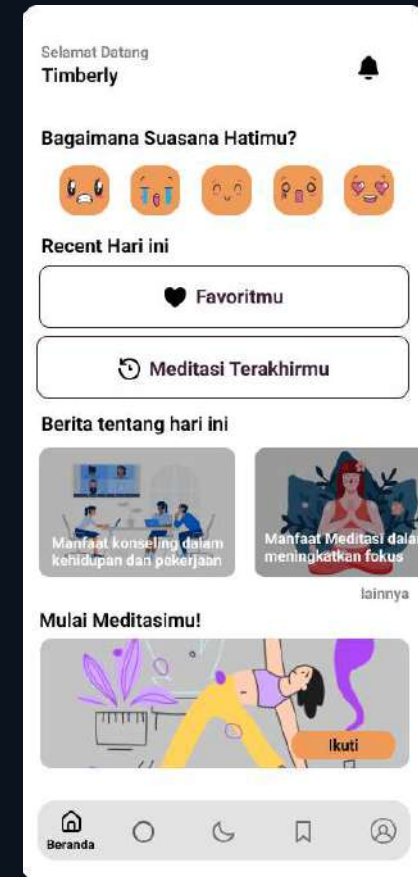 Selamat Datang
Timberly
Bagaimana Suasana Hatimu?
Recent Hari ini
Favoritmu
Meditasi Terakhirmu
Berita tentang hari ini
Manfaat konseling dalam
kehidupan dan pekerjaan
Manfaat Meditasi dalam
meningkatkan fokus
lainnya
Mulai Meditasimu!
Ikuti
Beranda